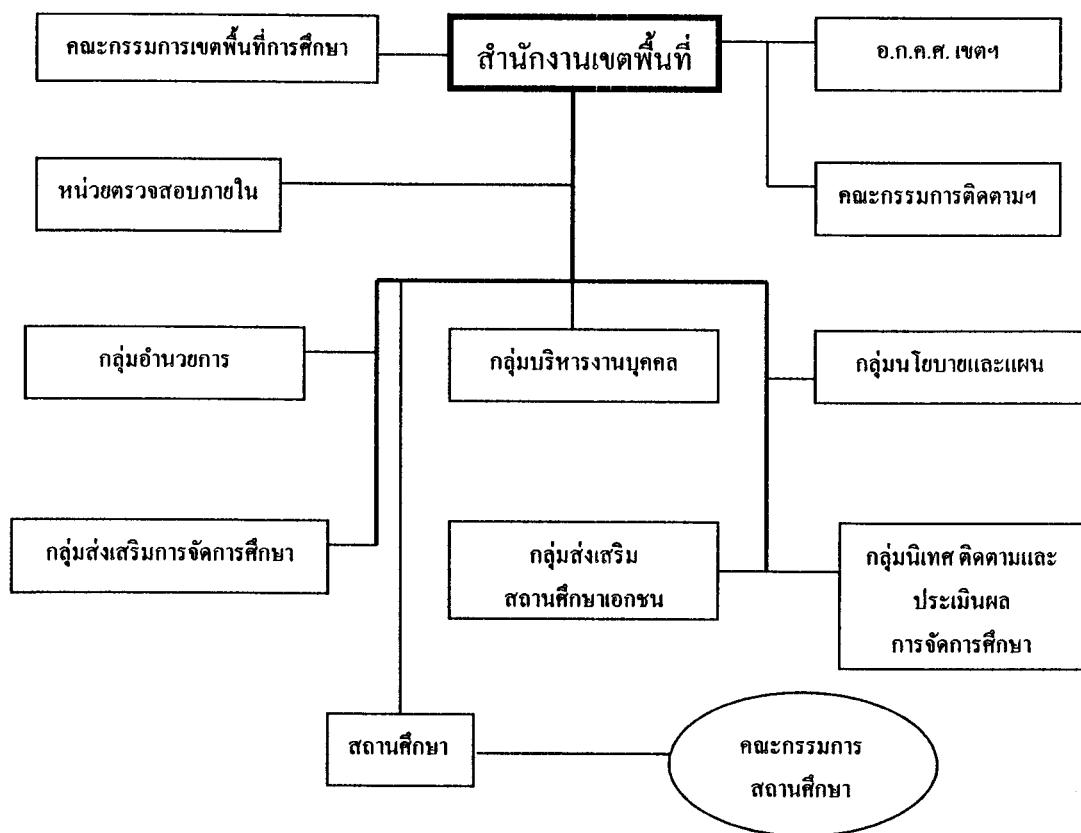 คณะกรรมการเขตพื้นที่การศึกษา
สำนักงานเขตพื้นที่
อ.ก.ค.ศ. เขตฯ
หน่วยตรวจสอบภายใน
คณะกรรมการติดตามฯ
กลุ่มอำนวยการ
กลุ่มบริหารงานบุคคล
กลุ่มนโยบายและแผน
กลุ่มส่งเสริมการจัดการศึกษา
กลุ่มส่งเสริม
สถานศึกษาเอกชน
กลุ่มนิเทศ ติดตามและ
ประเมินผล
การจัดการศึกษา
สถานศึกษา
คณะกรรมการ
สถานศึกษา